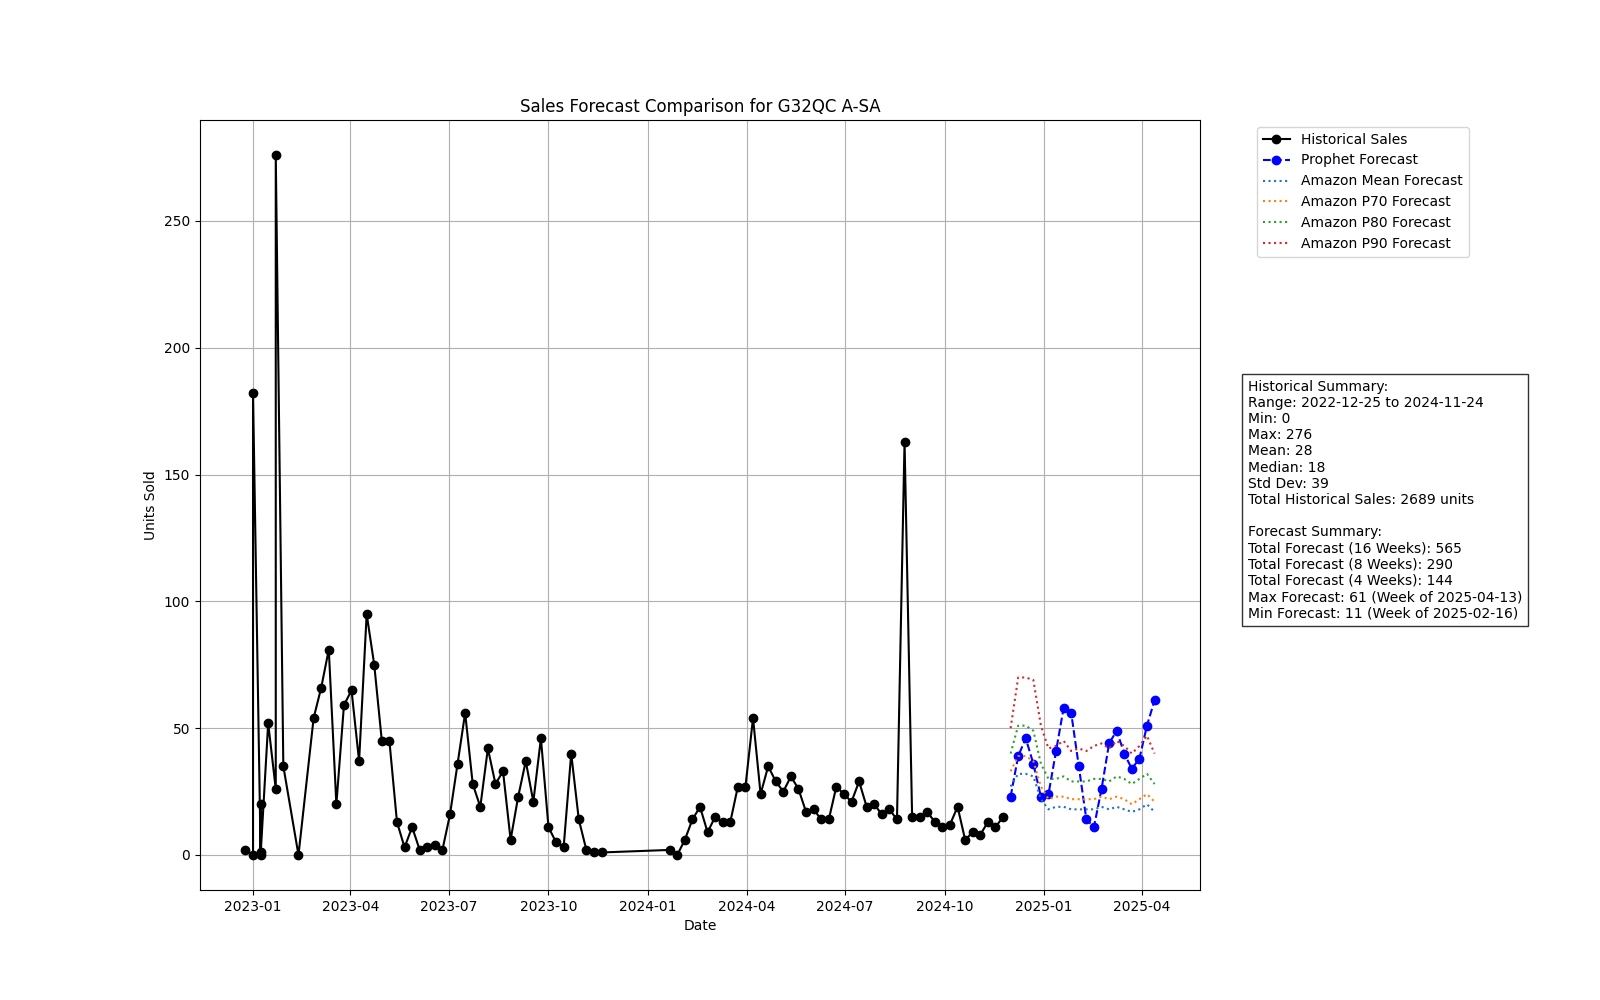 Sales Forecast Comparison for G32QC A-SA
Historical Sales
Prophet Forecast
Amazon Mean Forecast
Amazon P70 Forecast
Amazon P80 Forecast
Amazon P90 Forecast
250
200
150
100
50
0
Units Sold
2023-01
2023-04
2023-07
2023-10
2024-01
2024-04
2024-07
2024-10
2025-01
2025-04
Date
Historical Summary:
Range: 2022-12-25 to 2024-11-24
Min: 0
Max: 276
Mean: 28
Median: 18
Std Dev: 39
Total Historical Sales: 2689 units
Forecast Summary:
Total Forecast (16 Weeks): 565
Total Forecast (8 Weeks): 290
Total Forecast (4 Weeks): 144
Max Forecast: 61 (Week of 2025-04-13)
Min Forecast: 11 (Week of 2025-02-16)